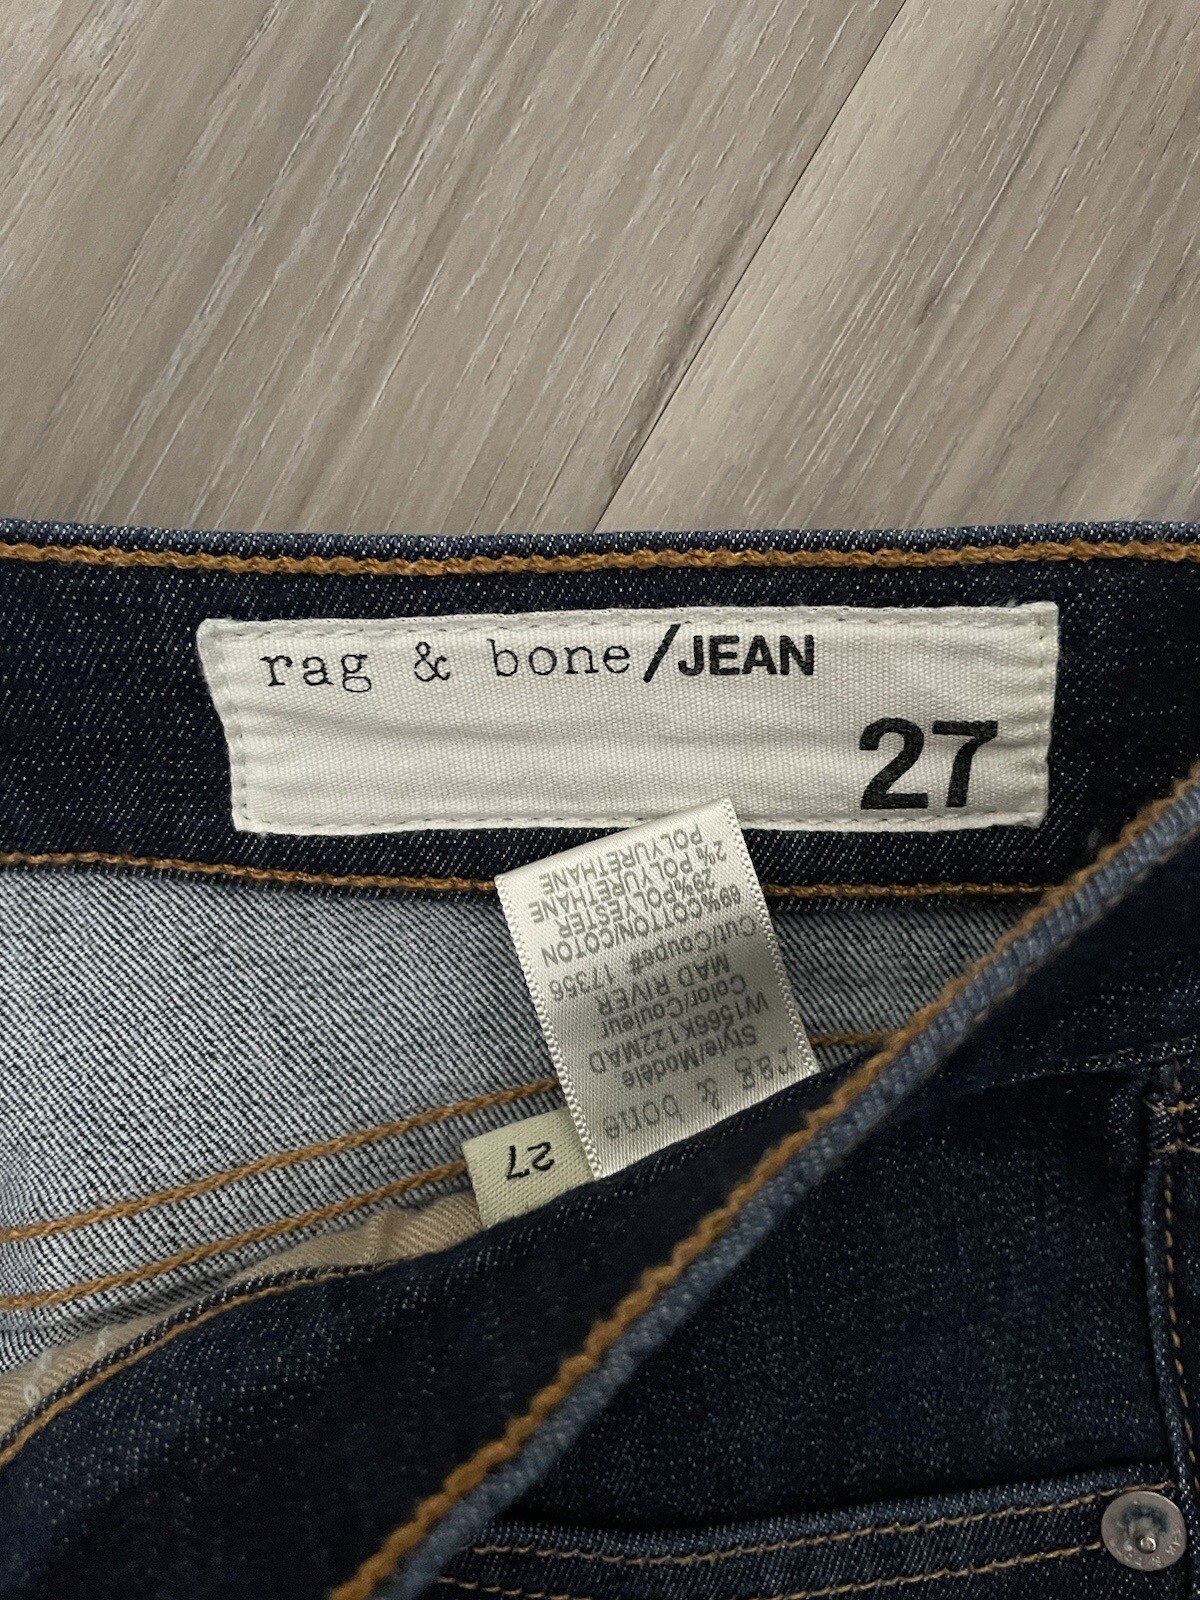 rag & bone/JEAN
27
rag & bone
Style/Modèle
W1566K122MAD
Color/Couleur
MAD RIVER
Cut/Coupe# 17356
69%COTTON/COTON
29%POLYESTER
2% POLYURETHANE
POLYURETHANE
27